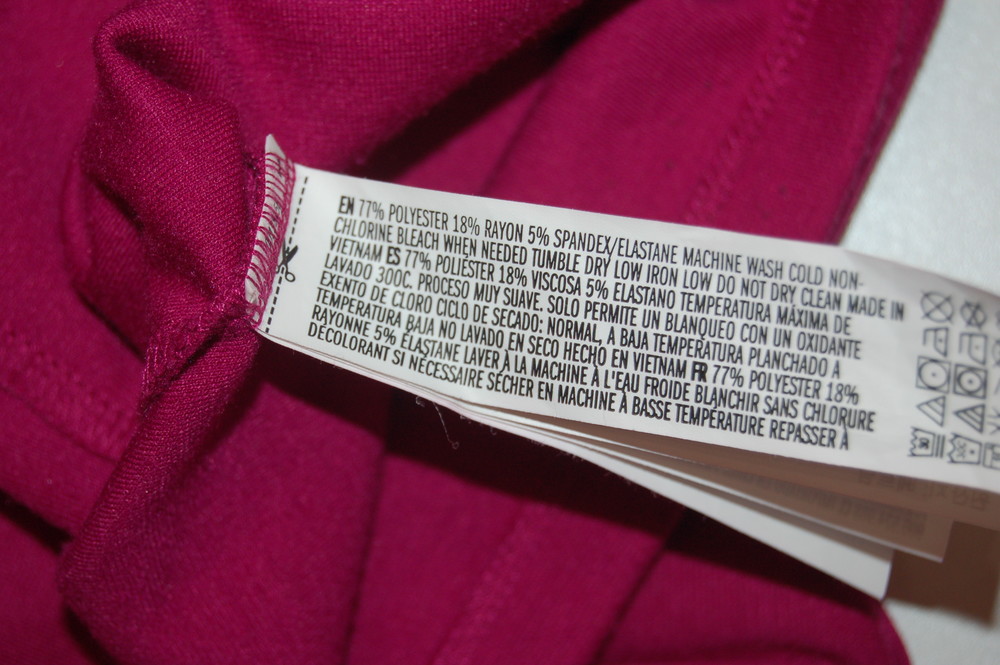 EN 77% POLYESTER 18% RAYON 5% SPANDEX/ELASTANE MACHINE WASH COLD NON-
CHLORINE BLEACH WHEN NEEDED TUMBLE DRY LOW IRON LOW DO NOT DRY CLEAN MADE IN
VIETNAM ES 77% POLIÉSTER 18% VISCOSA 5% ELASTANO TEMPERATURA MÁXIMA DE
LAVADO 300C. PROCESO MUY SUAVE. SOLO PERMITE UN BLANQUEO CON UN OXIDANTE
EXENTO DE CLORO CICLO DE SECADO: NORMAL, A BAJA TEMPERATURA PLANCHADO A
TEMPERATURA BAJA NO LAVADO EN SECO HECHO EN VIETNAM FR 77% POLYESTER 18%
RAYONNE 5% ÉLASTANE LAVER À LA MACHINE À L'EAU FROIDE BLANCHIR SANS CHLORURE
DÉCOLORANT SI NÉCESSAIRE SÉCHER EN MACHINE À BASSE TEMPÉRATURE REPASSER À